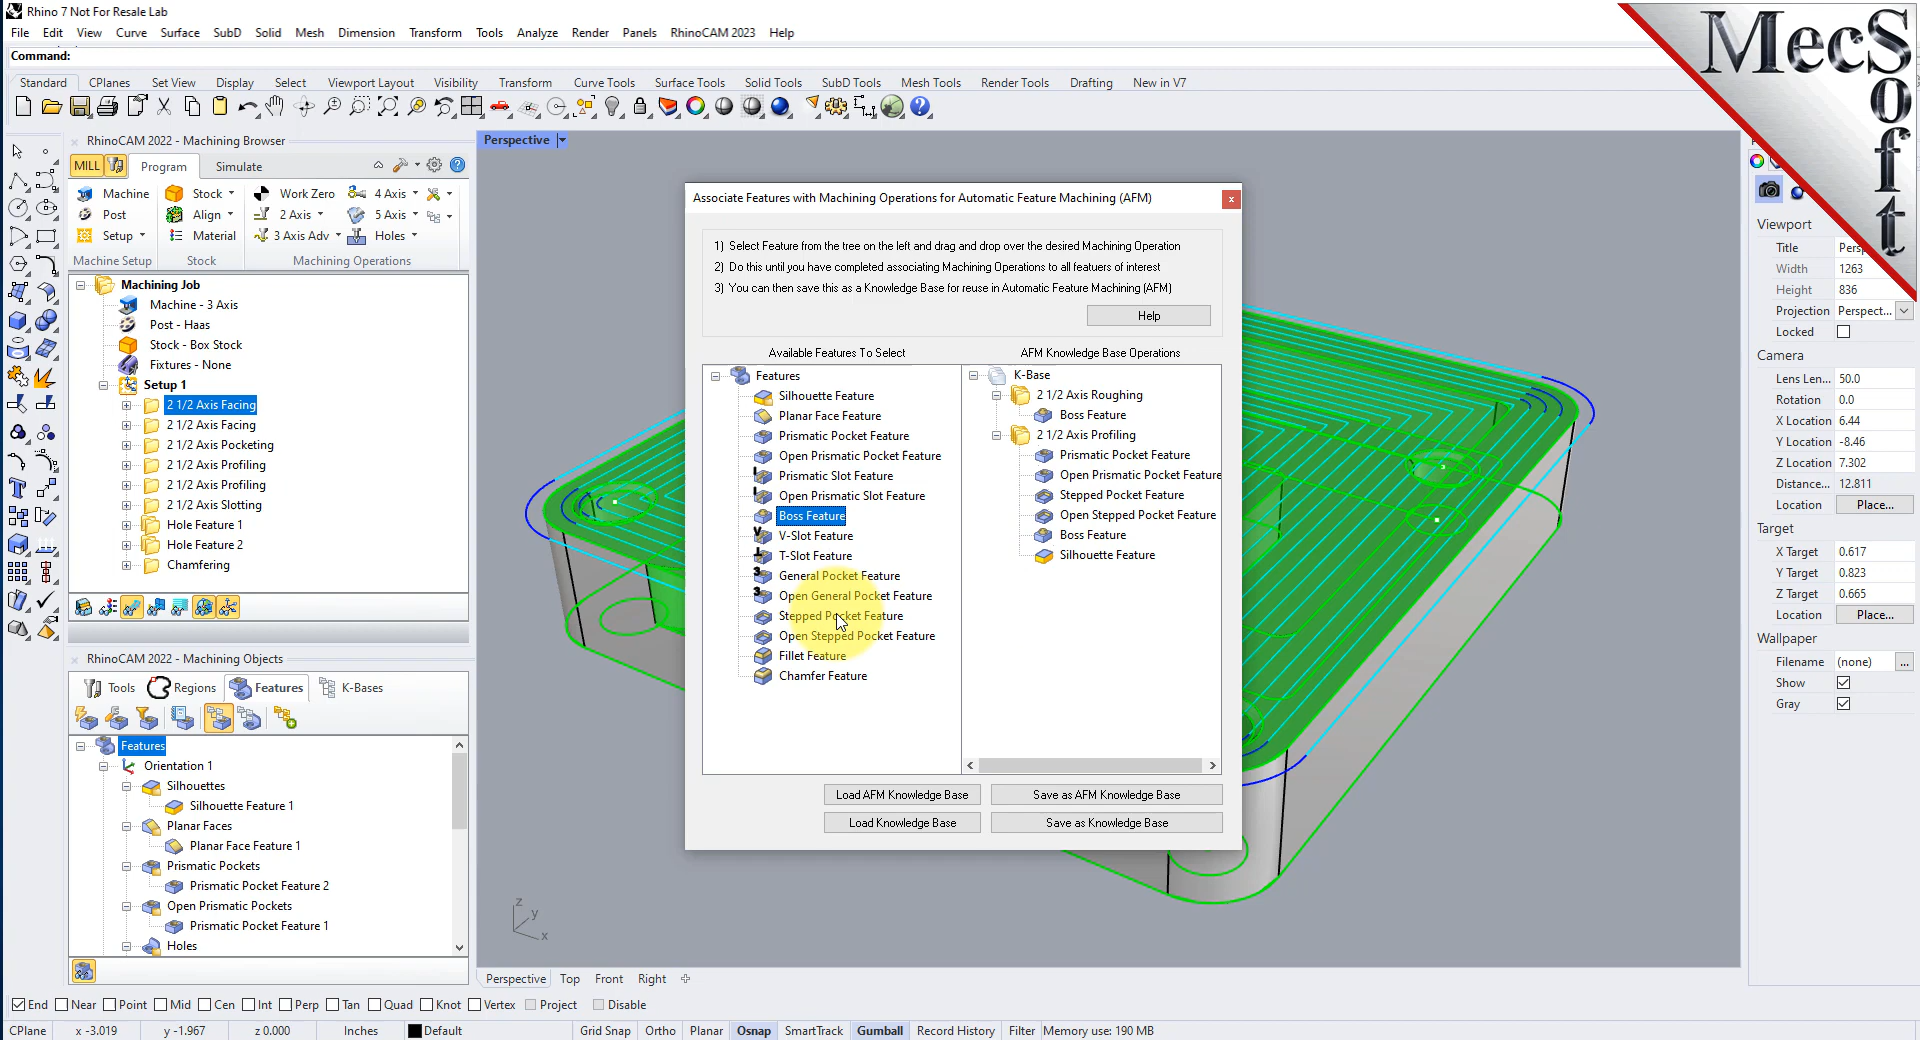 Rhino 7 Not For Resale Lab
File Edit View Curve Surface SubD Solid Mesh Dimension Transform Tools Analyze Render Panels RhinoCAM 2023 Help
Command:
Standard CPlanes Set View Display Select Viewport Layout Visibility Transform Curve Tools Surface Tools Solid Tools SubD Tools Mesh Tools Render Tools Drafting New in V7
MecSoft
RhinoCAM 2022 - Machining Browser
MILL Program Simulate
Machine Stock Work Zero 4 Axis
Post Align 2 Axis 5 Axis
Setup Material 3 Axis Adv Holes
Machine Setup Stock Machining Operations
Machining Job
Machine - 3 Axis
Post - Haas
Stock - Box Stock
Fixtures - None
Setup 1
2 1/2 Axis Facing
2 1/2 Axis Facing
2 1/2 Axis Pocketing
2 1/2 Axis Profiling
2 1/2 Axis Profiling
2 1/2 Axis Slotting
Hole Feature 1
Hole Feature 2
Chamfering
RhinoCAM 2022 - Machining Objects
Tools Regions Features K-Bases
Features
Orientation 1
Silhouettes
Silhouette Feature 1
Planar Faces
Planar Face Feature 1
Prismatic Pockets
Prismatic Pocket Feature 2
Open Prismatic Pockets
Prismatic Pocket Feature 1
Holes
Perspective
Associate Features with Machining Operations for Automatic Feature Machining (AFM)
x
1) Select Feature from the tree on the left and drag and drop over the desired Machining Operation
2) Do this until you have completed associating Machining Operations to all featuers of interest
3) You can then save this as a Knowledge Base for reuse in Automatic Feature Machining (AFM)
Help
Available Features To Select
Features
Silhouette Feature
Planar Face Feature
Prismatic Pocket Feature
Open Prismatic Pocket Feature
Prismatic Slot Feature
Open Prismatic Slot Feature
Boss Feature
V-Slot Feature
T-Slot Feature
General Pocket Feature
Open General Pocket Feature
Stepped Pocket Feature
Open Stepped Pocket Feature
Fillet Feature
Chamfer Feature
AFM Knowledge Base Operations
K-Base
2 1/2 Axis Roughing
Boss Feature
2 1/2 Axis Profiling
Prismatic Pocket Feature
Open Prismatic Pocket Feature
Stepped Pocket Feature
Open Stepped Pocket Feature
Boss Feature
Silhouette Feature
Load AFM Knowledge Base Save as AFM Knowledge Base
Load Knowledge Base Save as Knowledge Base
z
y
x
Viewport
Title
Width 1263
Height 836
Projection Perspect...
Locked
Camera
Lens Len... 50.0
Rotation 0.0
X Location 6.44
Y Location -8.46
Z Location 7.302
Distance... 12.811
Location Place...
Target
X Target 0.617
Y Target 0.823
Z Target 0.665
Location Place...
Wallpaper
Filename (none) ...
Show
Gray
Perspective Top Front Right
End Near Point Mid Cen Int Perp Tan Quad Knot Vertex Project Disable
CPlane x -3.019 y -1.967 z 0.000 Inches Default Grid Snap Ortho Planar Osnap SmartTrack Gumball Record History Filter Memory use: 190 MB